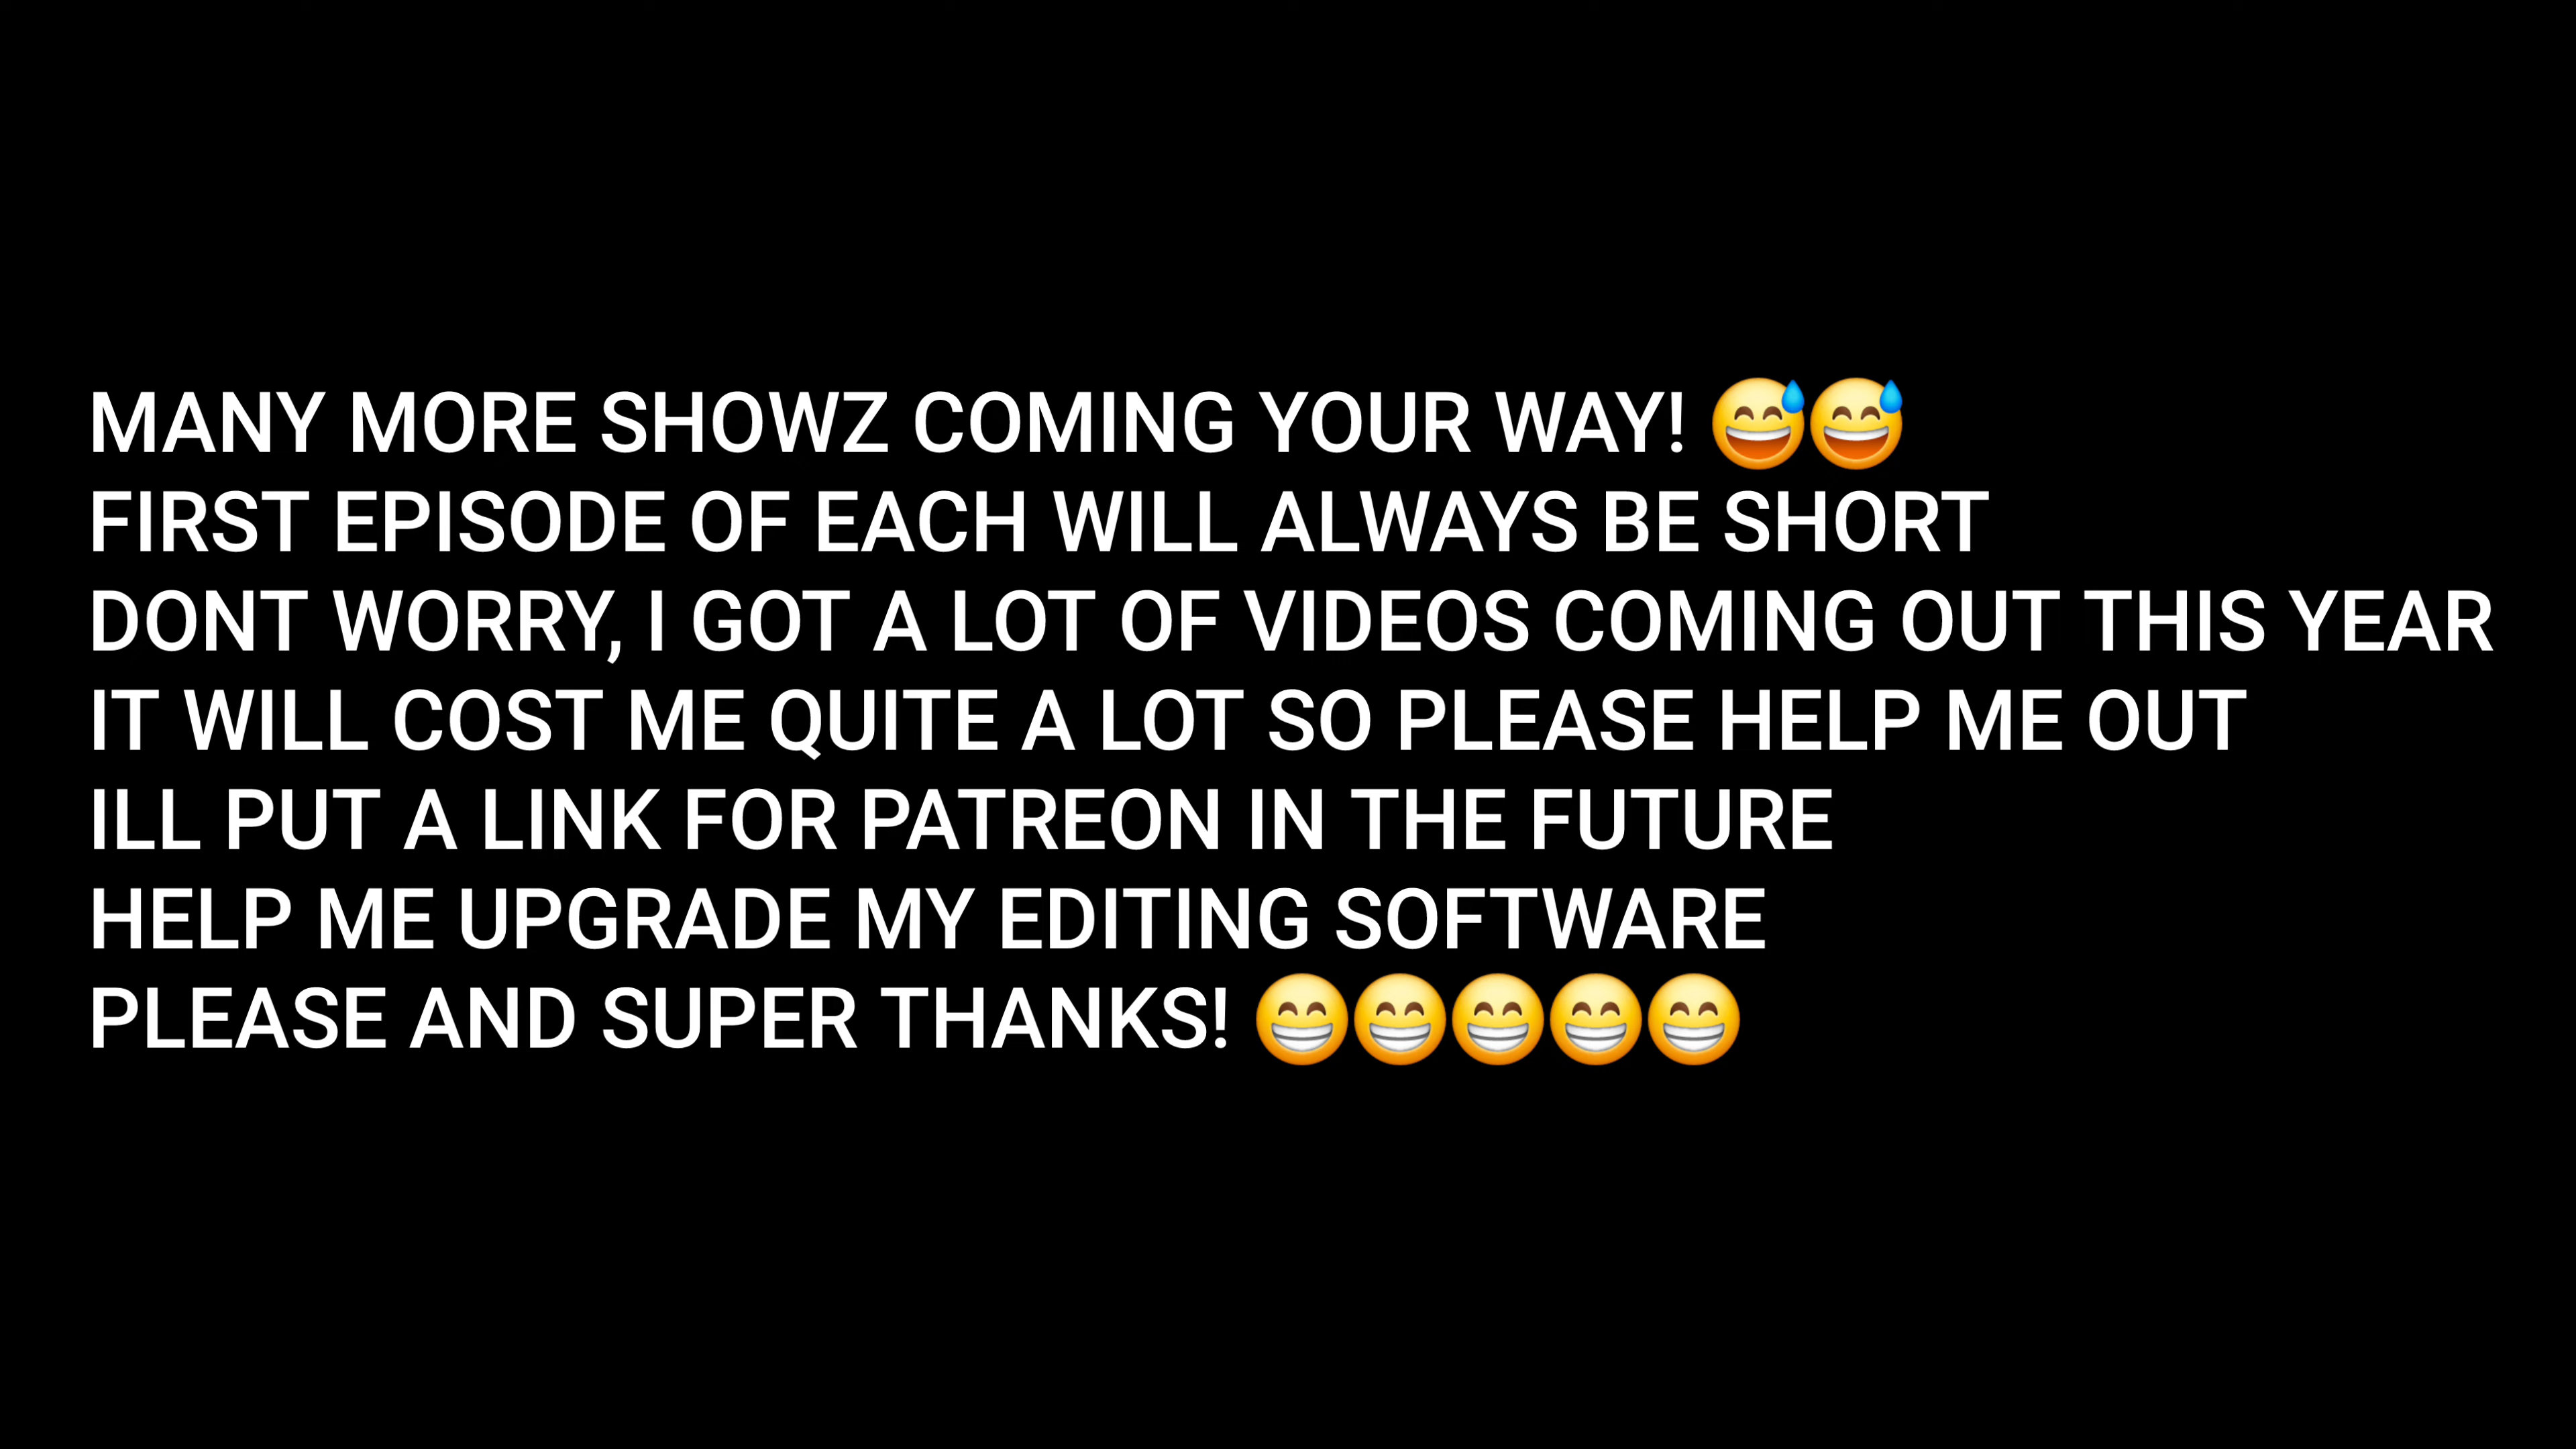 MANY MORE SHOWZ COMING YOUR WAY! 😅😅
FIRST EPISODE OF EACH WILL ALWAYS BE SHORT
DONT WORRY, I GOT A LOT OF VIDEOS COMING OUT THIS YEAR
IT WILL COST ME QUITE A LOT SO PLEASE HELP ME OUT
ILL PUT A LINK FOR PATREON IN THE FUTURE
HELP ME UPGRADE MY EDITING SOFTWARE
PLEASE AND SUPER THANKS! 😁😁😁😁😁